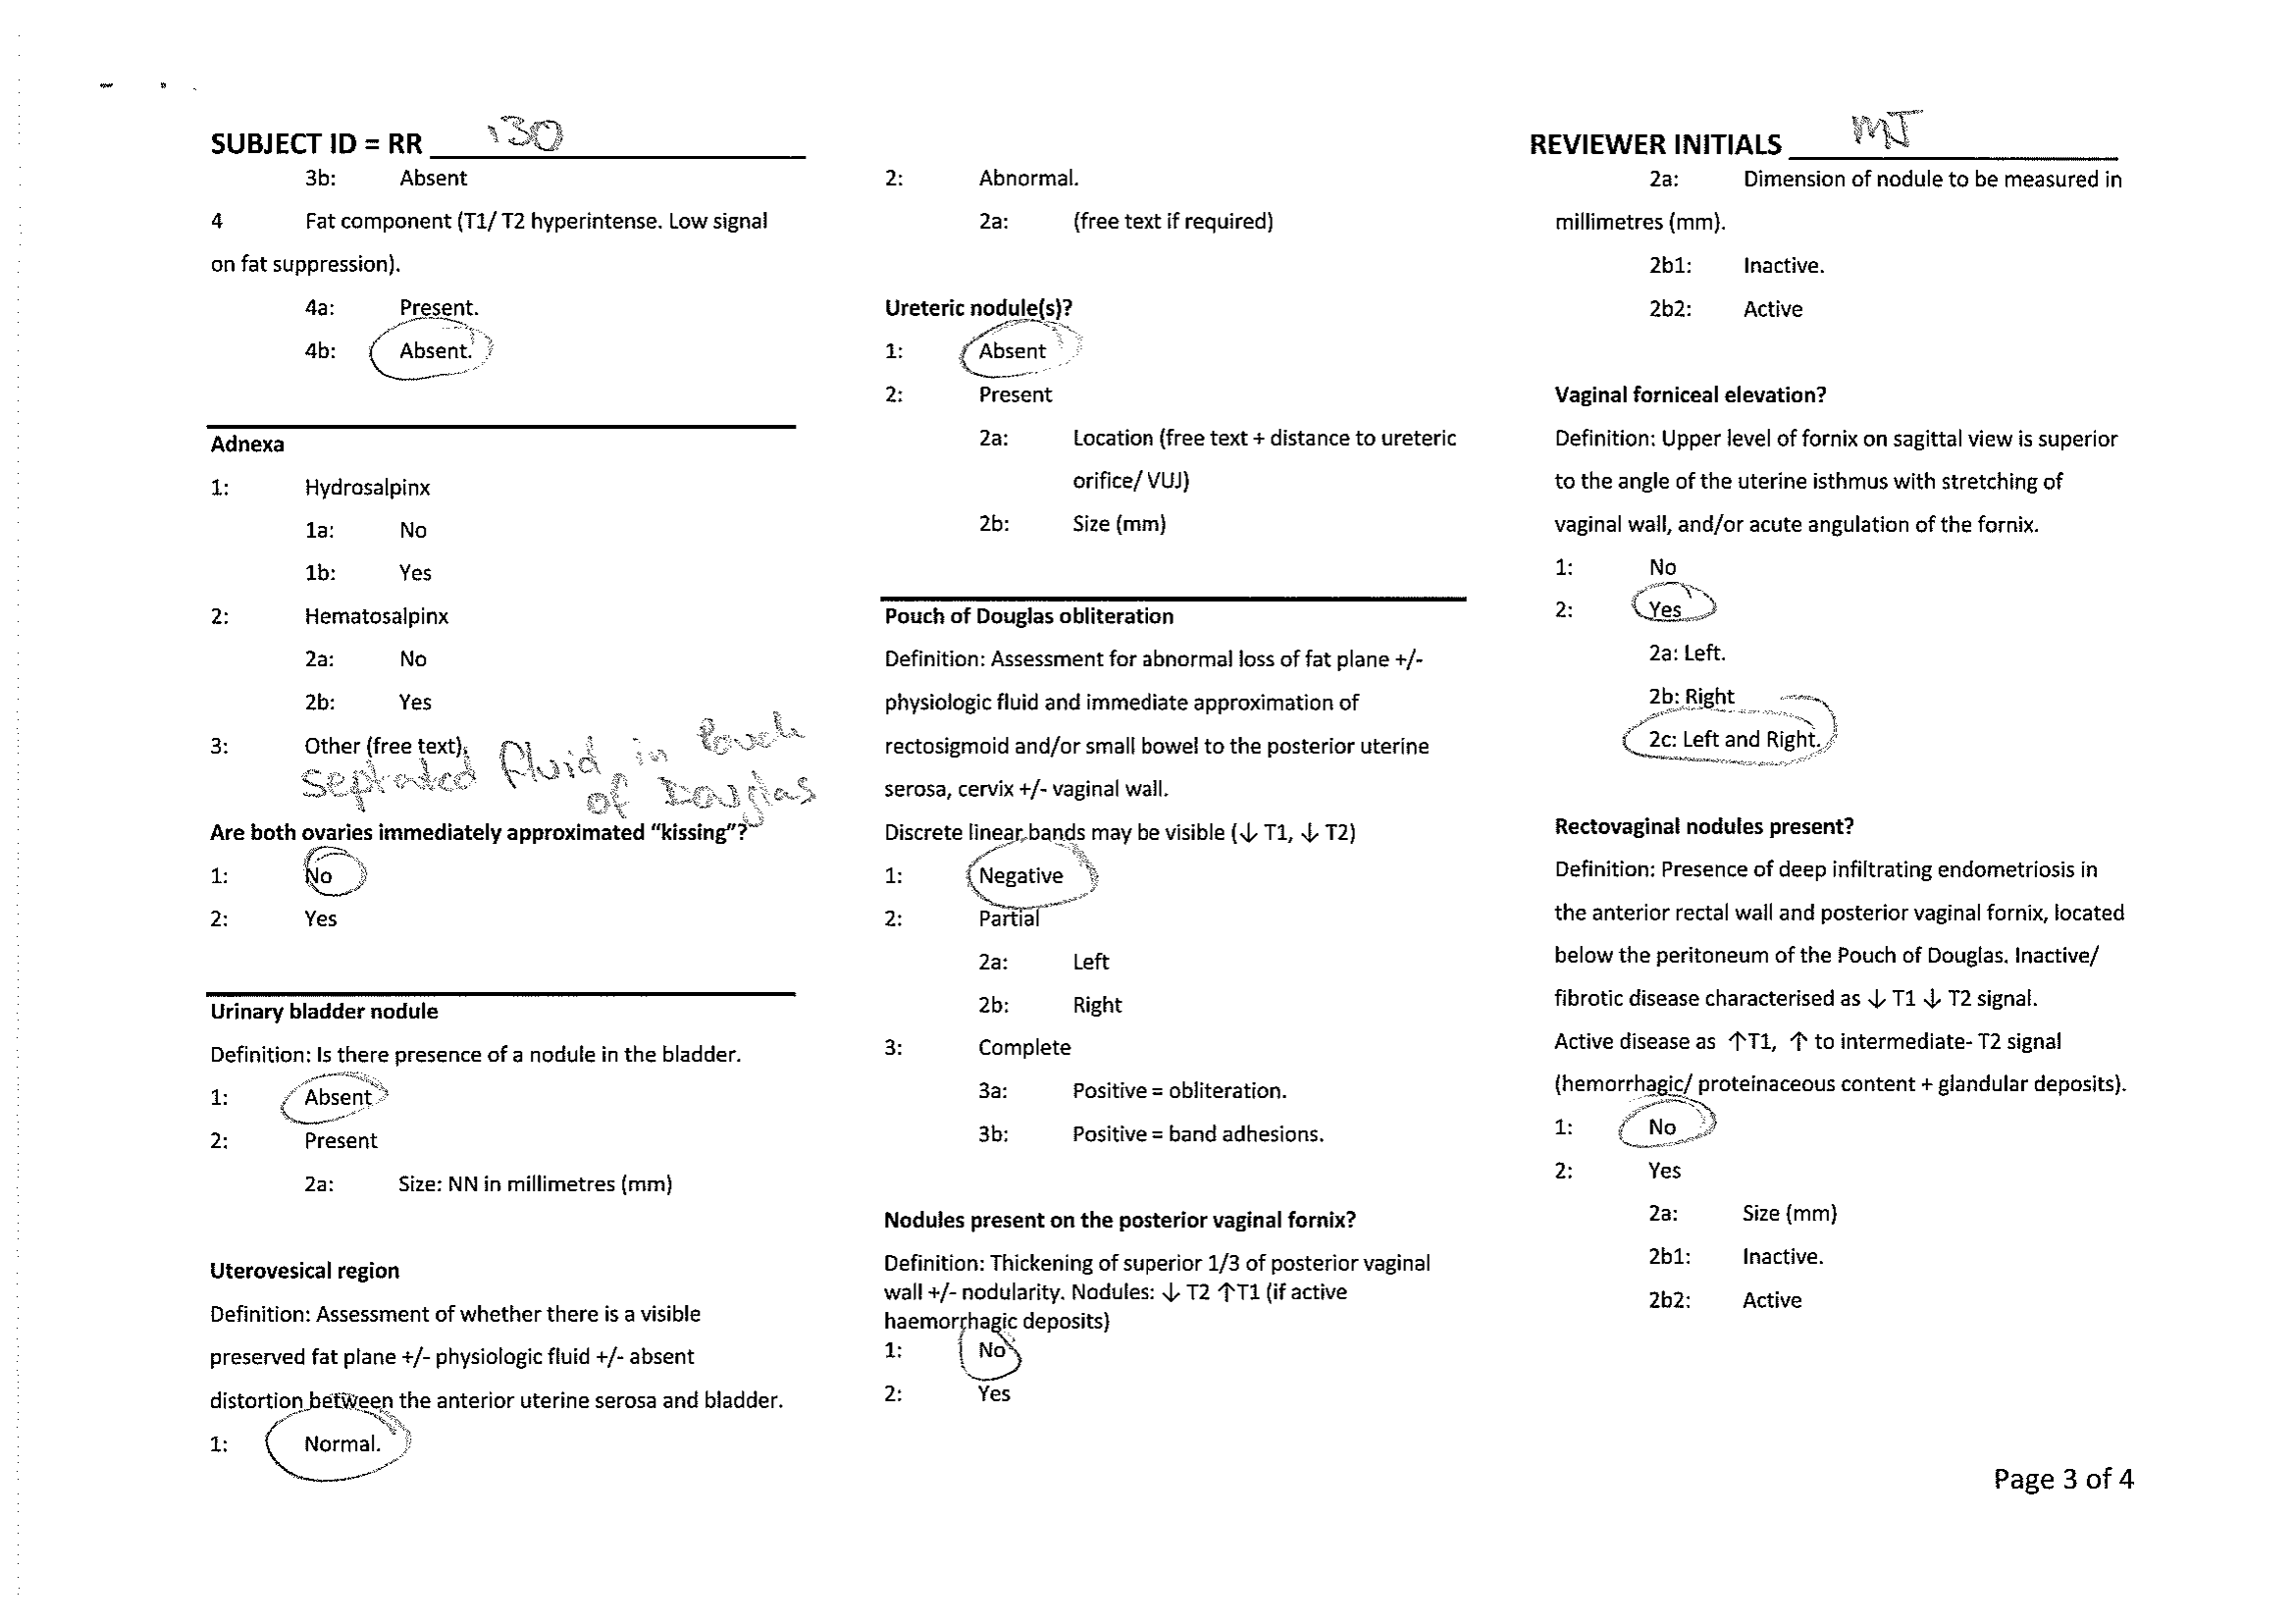 SUBJECT ID = RR 130
3b: Absent
4 Fat component (T1/ T2 hyperintense. Low signal
on fat suppression).
4a: Present.
4b: Absent.
Adnexa
1: Hydrosalpinx
1a: No
1b: Yes
2: Hematosalpinx
2a: No
2b: Yes
3: Other (free text).
septated fluid in Pouch
of Douglas
Are both ovaries immediately approximated “kissing”?
1: No
2: Yes
Urinary bladder nodule
Definition: Is there presence of a nodule in the bladder.
1: Absent
2: Present
2a: Size: NN in millimetres (mm)
Uterovesical region
Definition: Assessment of whether there is a visible
preserved fat plane +/- physiologic fluid +/- absent
distortion between the anterior uterine serosa and bladder.
1: Normal.
2: Abnormal.
2a: (free text if required)
Ureteric nodule(s)?
1: Absent
2: Present
2a: Location (free text + distance to ureteric
orifice/ VUJ)
2b: Size (mm)
Pouch of Douglas obliteration
Definition: Assessment for abnormal loss of fat plane +/-
physiologic fluid and immediate approximation of
rectosigmoid and/or small bowel to the posterior uterine
serosa, cervix +/- vaginal wall.
Discrete linear bands may be visible (↓ T1, ↓ T2)
1: Negative
2: Partial
2a: Left
2b: Right
3: Complete
3a: Positive = obliteration.
3b: Positive = band adhesions.
Nodules present on the posterior vaginal fornix?
Definition: Thickening of superior 1/3 of posterior vaginal
wall +/- nodularity. Nodules: ↓ T2 ↑T1 (if active
haemorrhagic deposits)
1: No
2: Yes
REVIEWER INITIALS MJ
2a: Dimension of nodule to be measured in
millimetres (mm).
2b1: Inactive.
2b2: Active
Vaginal forniceal elevation?
Definition: Upper level of fornix on sagittal view is superior
to the angle of the uterine isthmus with stretching of
vaginal wall, and/or acute angulation of the fornix.
1: No
2: Yes
2a: Left.
2b: Right
2c: Left and Right.
Rectovaginal nodules present?
Definition: Presence of deep infiltrating endometriosis in
the anterior rectal wall and posterior vaginal fornix, located
below the peritoneum of the Pouch of Douglas. Inactive/
fibrotic disease characterised as ↓ T1 ↓ T2 signal.
Active disease as ↑T1, ↑ to intermediate- T2 signal
(hemorrhagic/ proteinaceous content + glandular deposits).
1: No
2: Yes
2a: Size (mm)
2b1: Inactive.
2b2: Active
Page 3 of 4